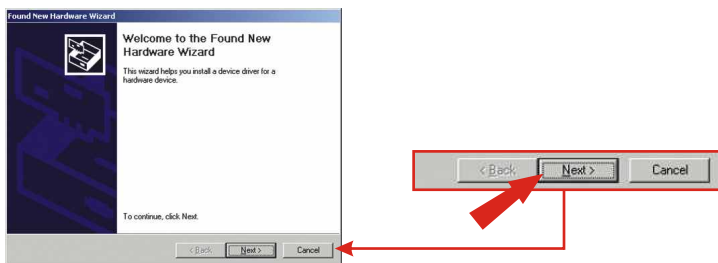 Found New Hardware Wizard
Welcome to the Found New
Hardware Wizard
This wizard helps you install a device driver for a
hardware device.
To continue, click Next.
< Back Next > Cancel
< Back Next > Cancel